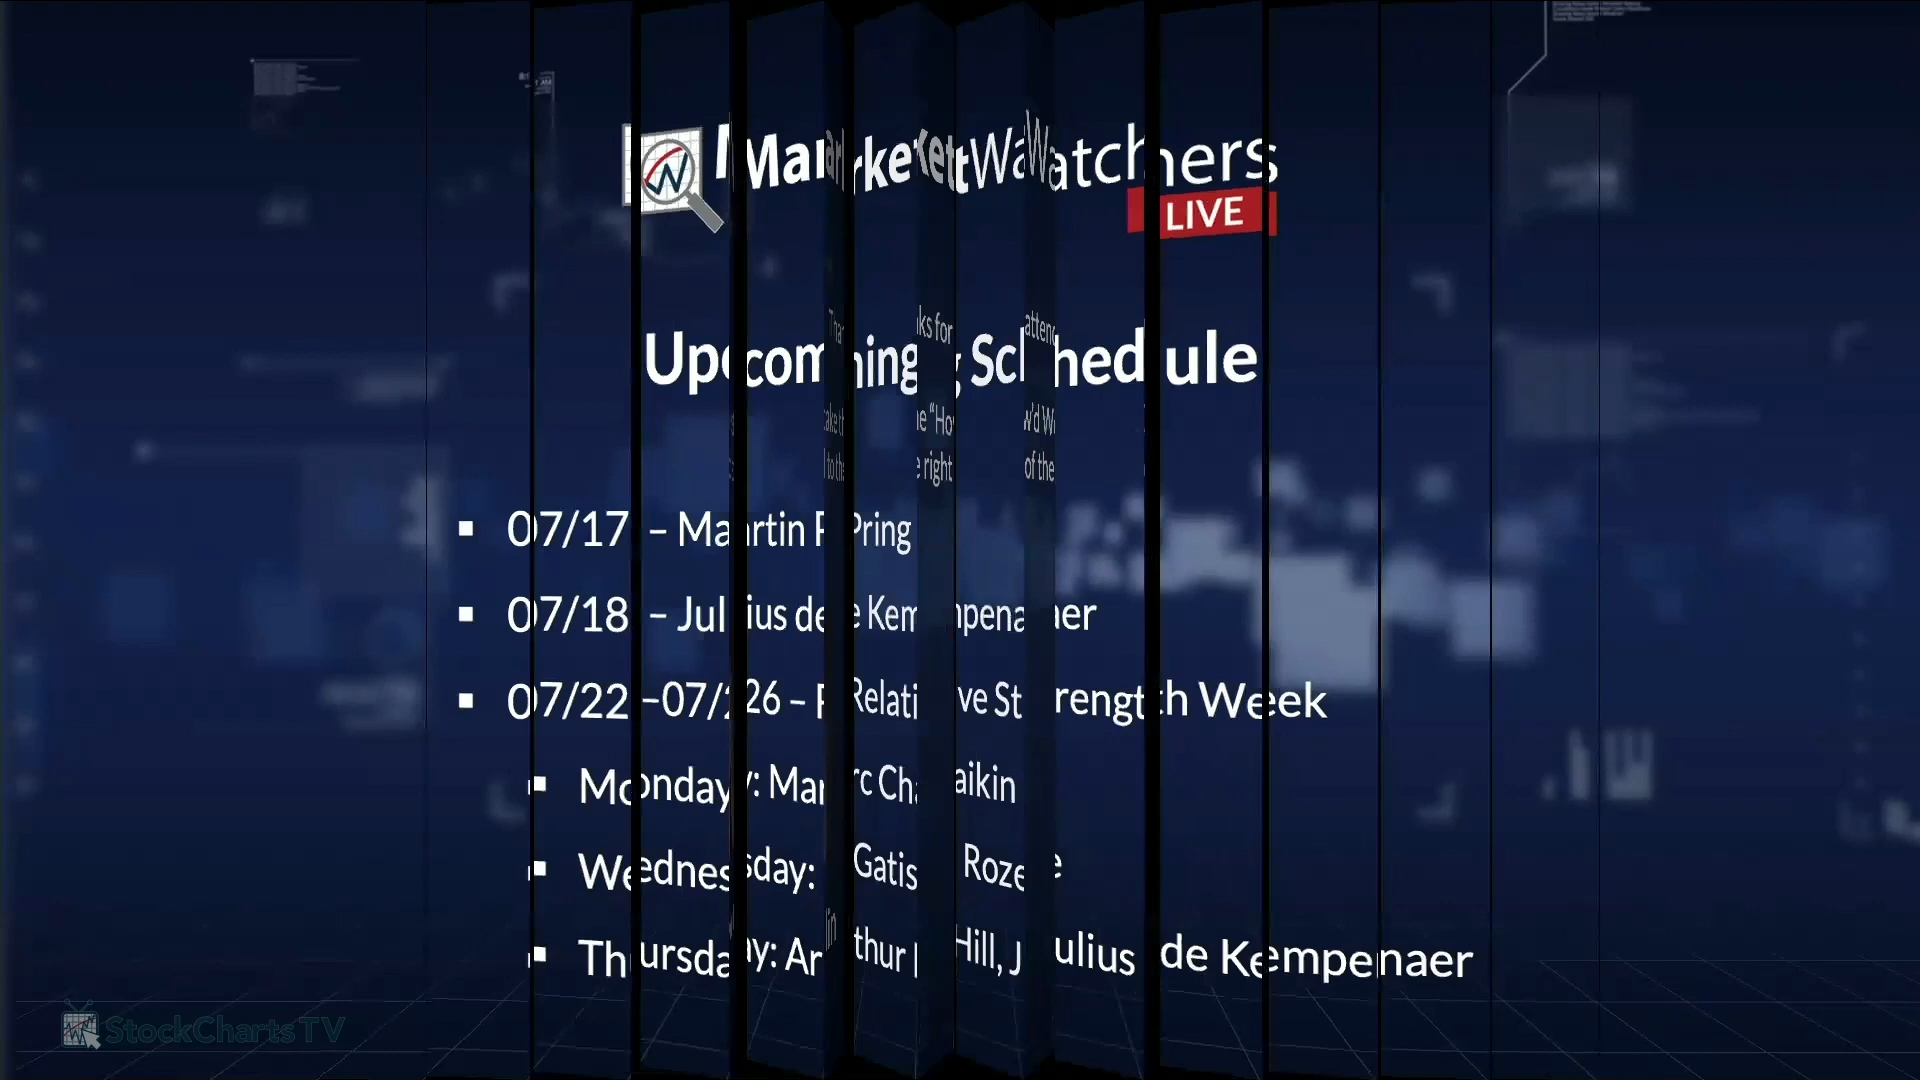 MarketWatchers
LIVE
Upcoming Schedule
▪ 07/17 – Martin Pring
▪ 07/18 – Julius de Kempenaer
▪ 07/22 –07/26 – Relative Strength Week
▪ Monday: Marc Chaikin
▪ Wednesday: Gatis Roze
▪ Thursday: Arthur Hill, Julius de Kempenaer
StockCharts TV